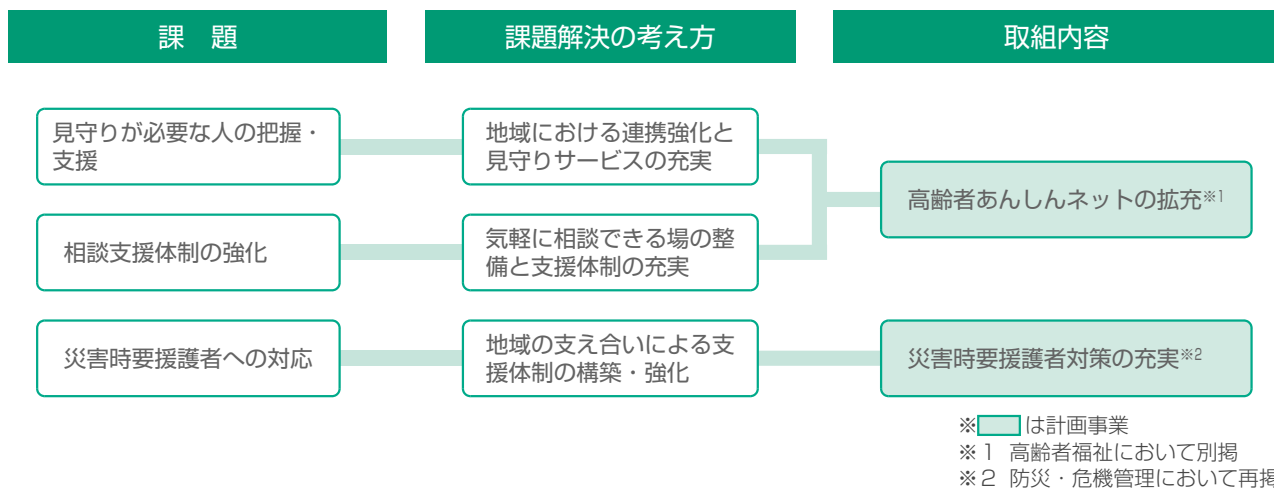 課 題
課題解決の考え方
取組内容
見守りが必要な人の把握・
支援
地域における連携強化と
見守りサービスの充実
高齢者あんしんネットの拡充※1
相談支援体制の強化
気軽に相談できる場の整
備と支援体制の充実
災害時要援護者への対応
地域の支え合いによる支
援体制の構築・強化
災害時要援護者対策の充実※2
※ は計画事業
※1 高齢者福祉において別掲
※2 防災・危機管理において再掲